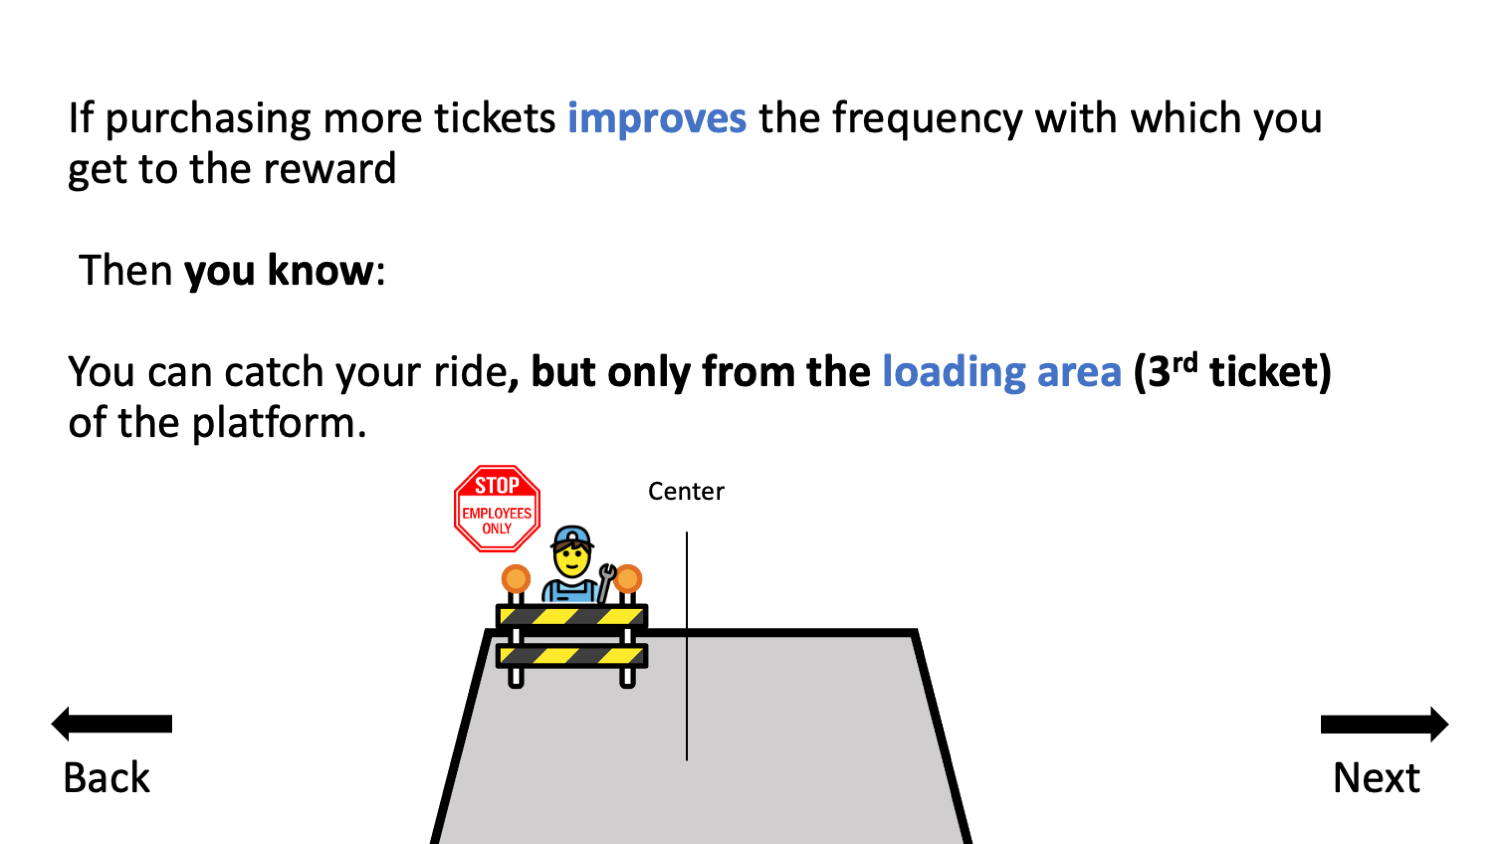 If purchasing more tickets improves the frequency with which you
get to the reward
Then you know:
You can catch your ride, but only from the loading area (3rd ticket)
of the platform.
STOP
EMPLOYEES
ONLY
Center
Back
Next